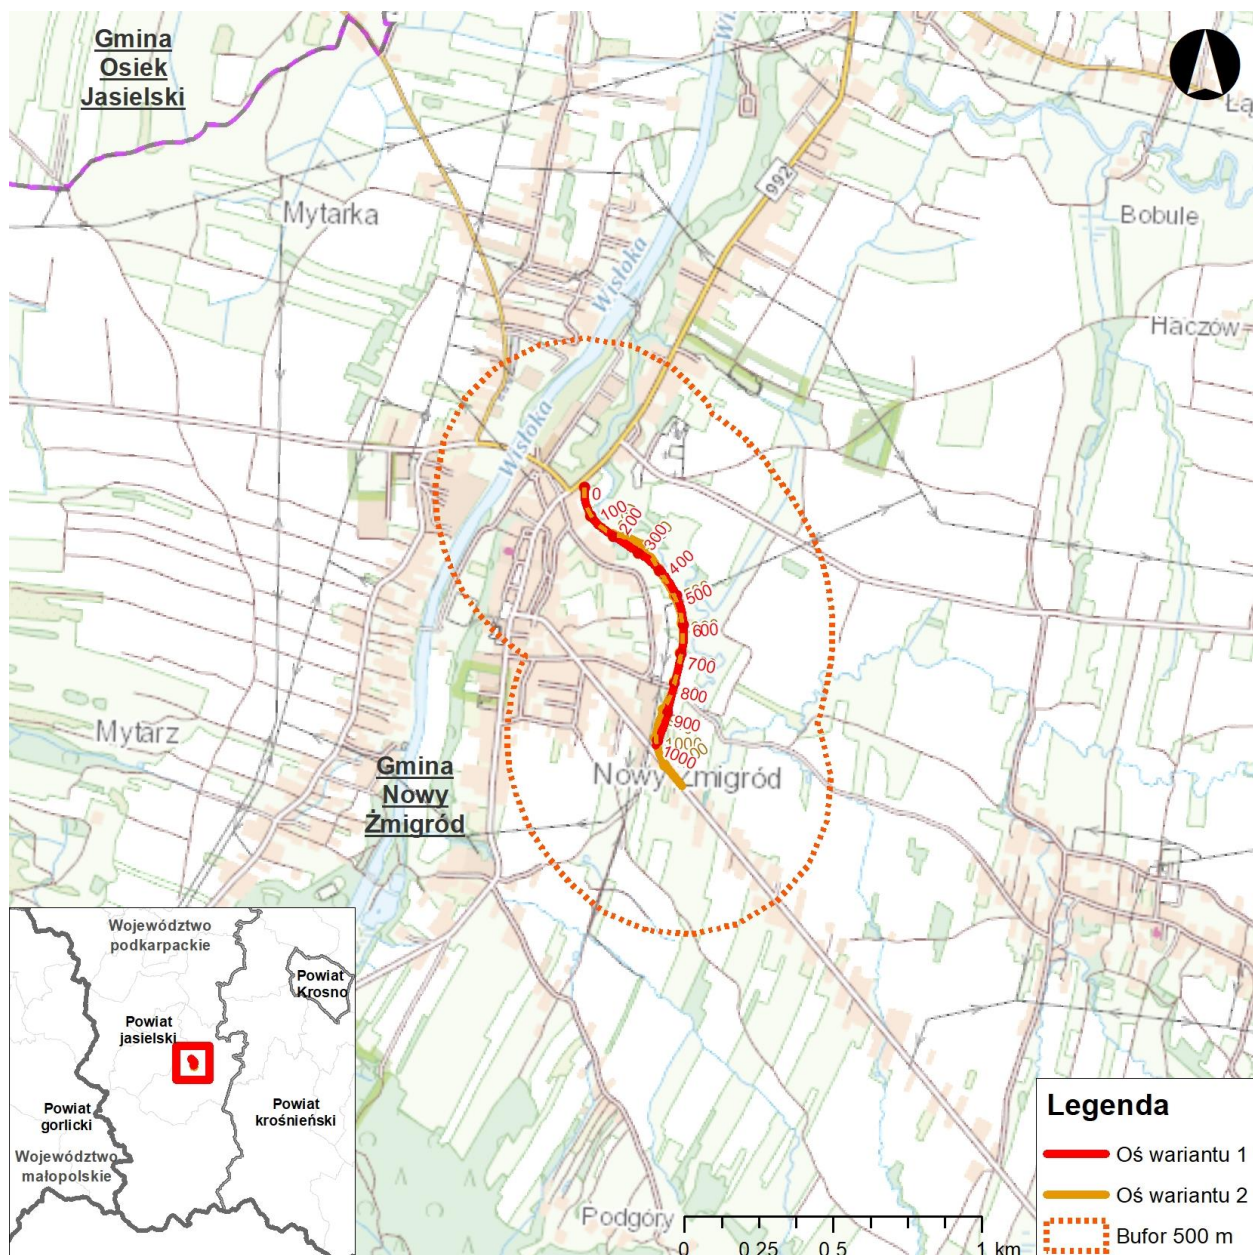 Gmina
Osiek
Jasielski
Mytarka
992
Bobule
Haczów
Wisłoka
Wisłoka
0
100
200
300
400
500
600
700
800
900
1000
1000
Mytarz
Gmina
Nowy
Żmigród
Nowy Żmigród
Podgóry
Województwo
podkarpackie
Powiat
Krosno
Powiat
jasielski
Powiat
gorlicki
Powiat
krośnieński
Województwo
małopolskie
0 0,25 0,5 1 km
Legenda
Oś wariantu 1
Oś wariantu 2
Bufor 500 m